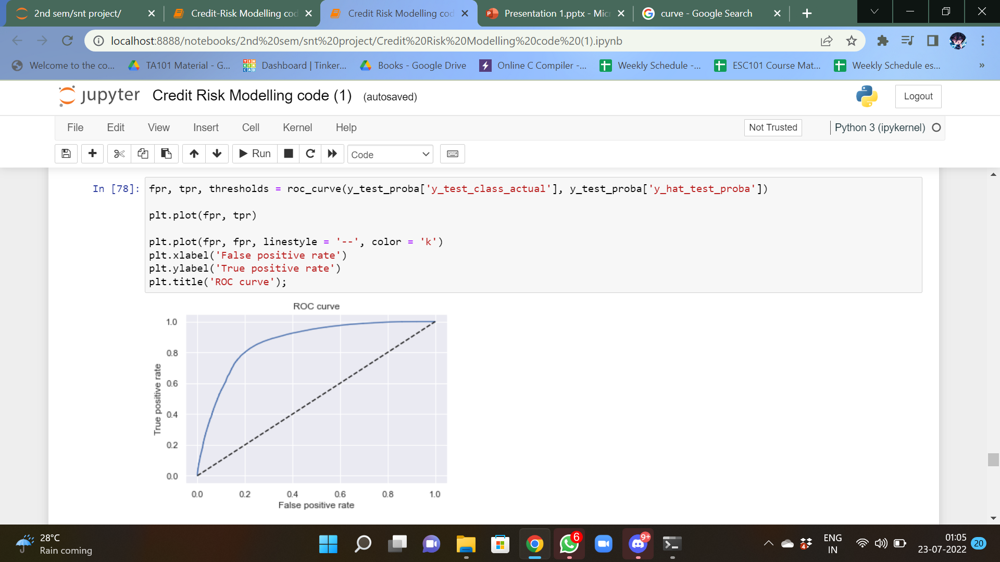 2nd sem/snt project/
Credit-Risk Modelling cod
Credit Risk Modelling cod
Presentation 1.pptx - Micr
curve - Google Search
localhost:8888/notebooks/2nd%20sem/snt%20project/Credit%20Risk%20Modelling%20code%20(1).ipynb
Welcome to the co...
TA101 Material - G...
TIN
KER
CAD
Dashboard | Tinker...
Books - Google Drive
Online C Compiler -...
Weekly Schedule -...
ESC101 Course Mat...
Weekly Schedule es...
»
jupyter
Credit Risk Modelling code (1) (autosaved)
Logout
File Edit View Insert Cell Kernel Help
Not Trusted
Python 3 (ipykernel)
Run
Code
In [78]:
fpr, tpr, thresholds = roc_curve(y_test_proba['y_test_class_actual'], y_test_proba['y_hat_test_proba'])
plt.plot(fpr, tpr)
plt.plot(fpr, fpr, linestyle = '--', color = 'k')
plt.xlabel('False positive rate')
plt.ylabel('True positive rate')
plt.title('ROC curve');
ROC curve
1.0
0.8
0.6
0.4
0.2
0.0
True positive rate
0.0 0.2 0.4 0.6 0.8 1.0
False positive rate
28°C
Rain coming
6
9+
4
ENG
IN
01:05
23-07-2022
20